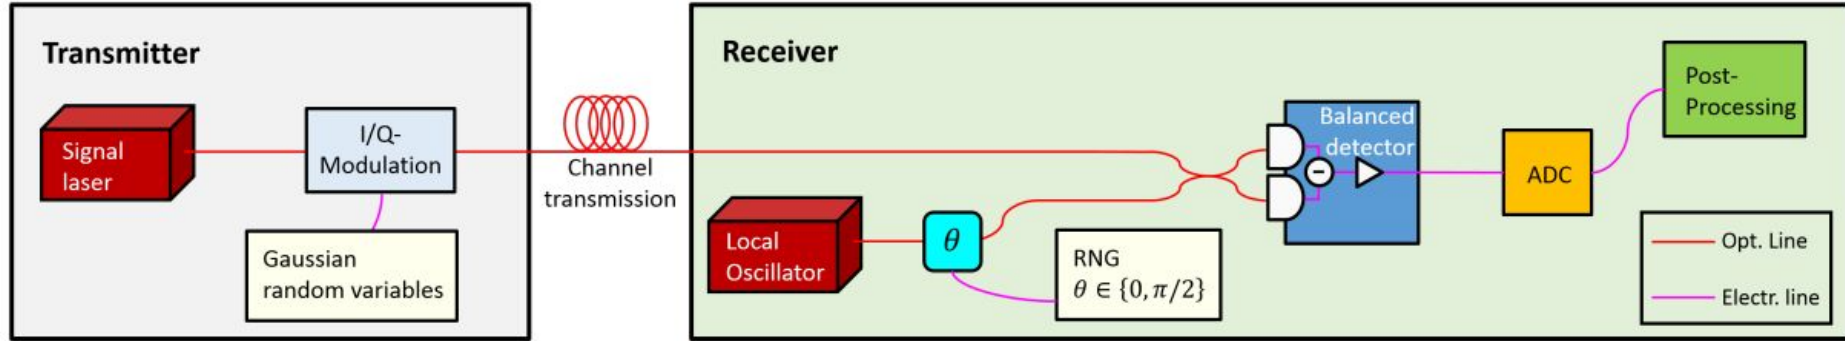 Transmitter
Signal
laser
I/Q-
Modulation
Gaussian
random variables
Channel
transmission
Receiver
Local
Oscillator
θ
RNG
θ ∈ {0, π/2}
Balanced
detector
−
ADC
Post-
Processing
Opt. Line
Electr. line